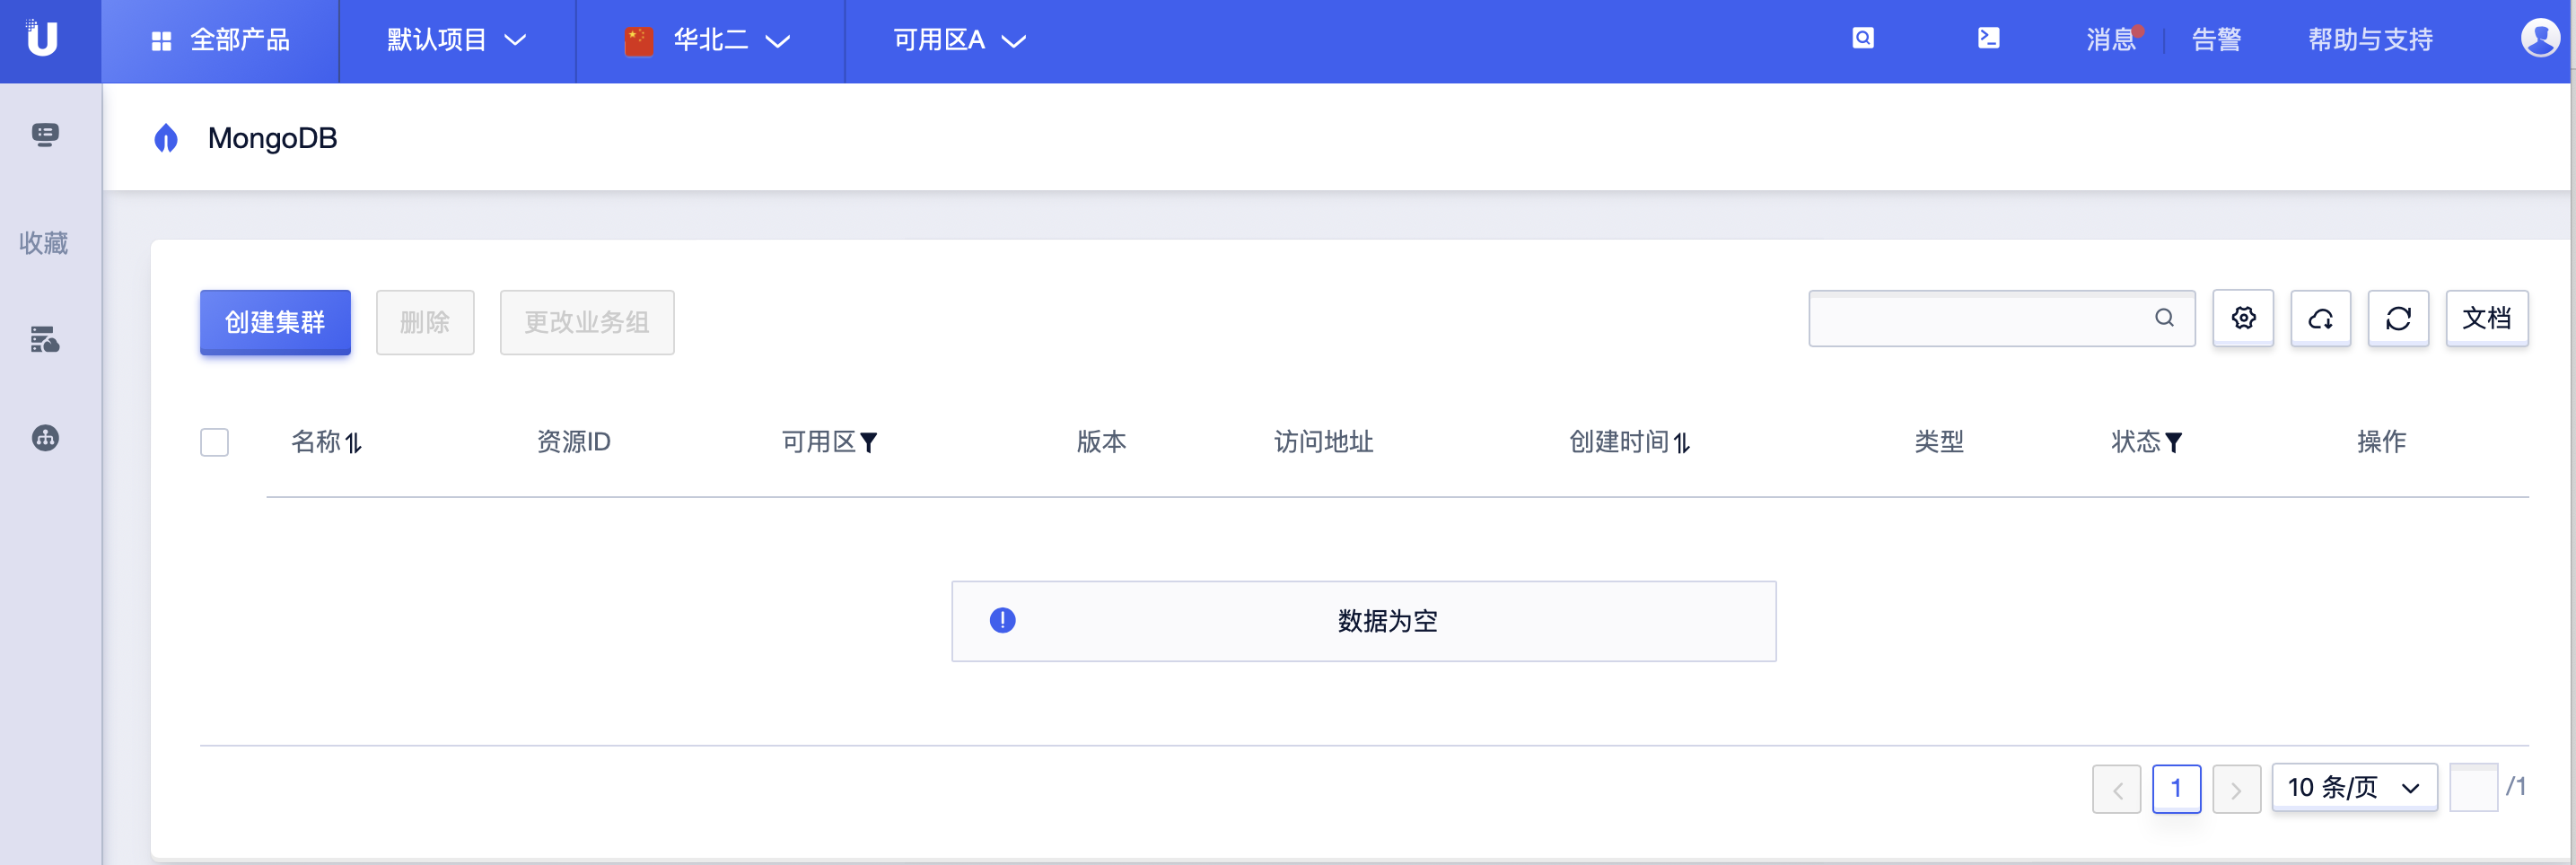 全部产品 默认项目 华北二 可用区A 消息 告警 帮助与支持
MongoDB
收藏
创建集群 删除 更改业务组 文档
名称 资源ID 可用区 版本 访问地址 创建时间 类型 状态 操作
数据为空
1 10 条/页 /1